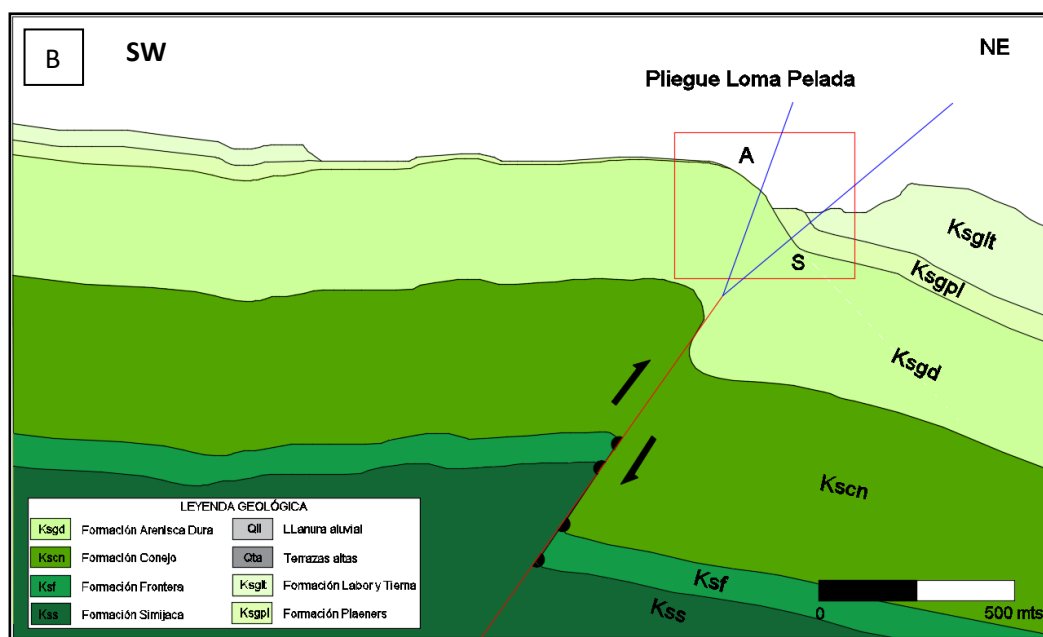 B
SW
NE
Pliegue Loma Pelada
A
S
Ksglt
Ksgpl
Ksgd
Kscn
Ksf
Kss
LEYENDA GEOLÓGICA
Ksgd Formación Arenisca Dura
Qll LLanura aluvial
Kscn Formación Conejo
Qta Terrazas altas
Ksf Formación Frontera
Ksglt Formación Labor y Tierna
Kss Formación Simijaca
Ksgpl Formación Plaeners
0 500 mts